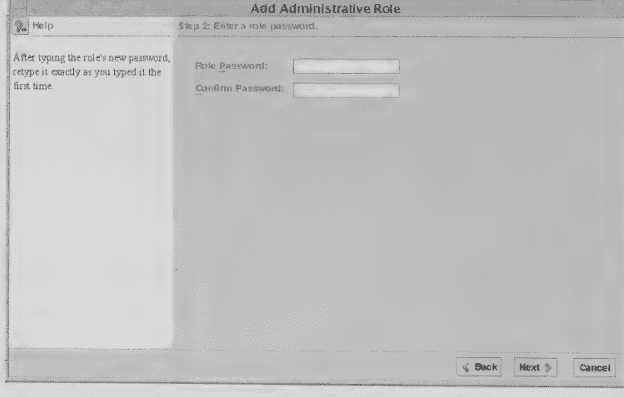 Add Administrative Role
Help
Step 2: Enter a role password.
After typing the role's new password,
retype it exactly as you typed it the
first time.
Role Password:
Confirm Password:
Back
Next
Cancel